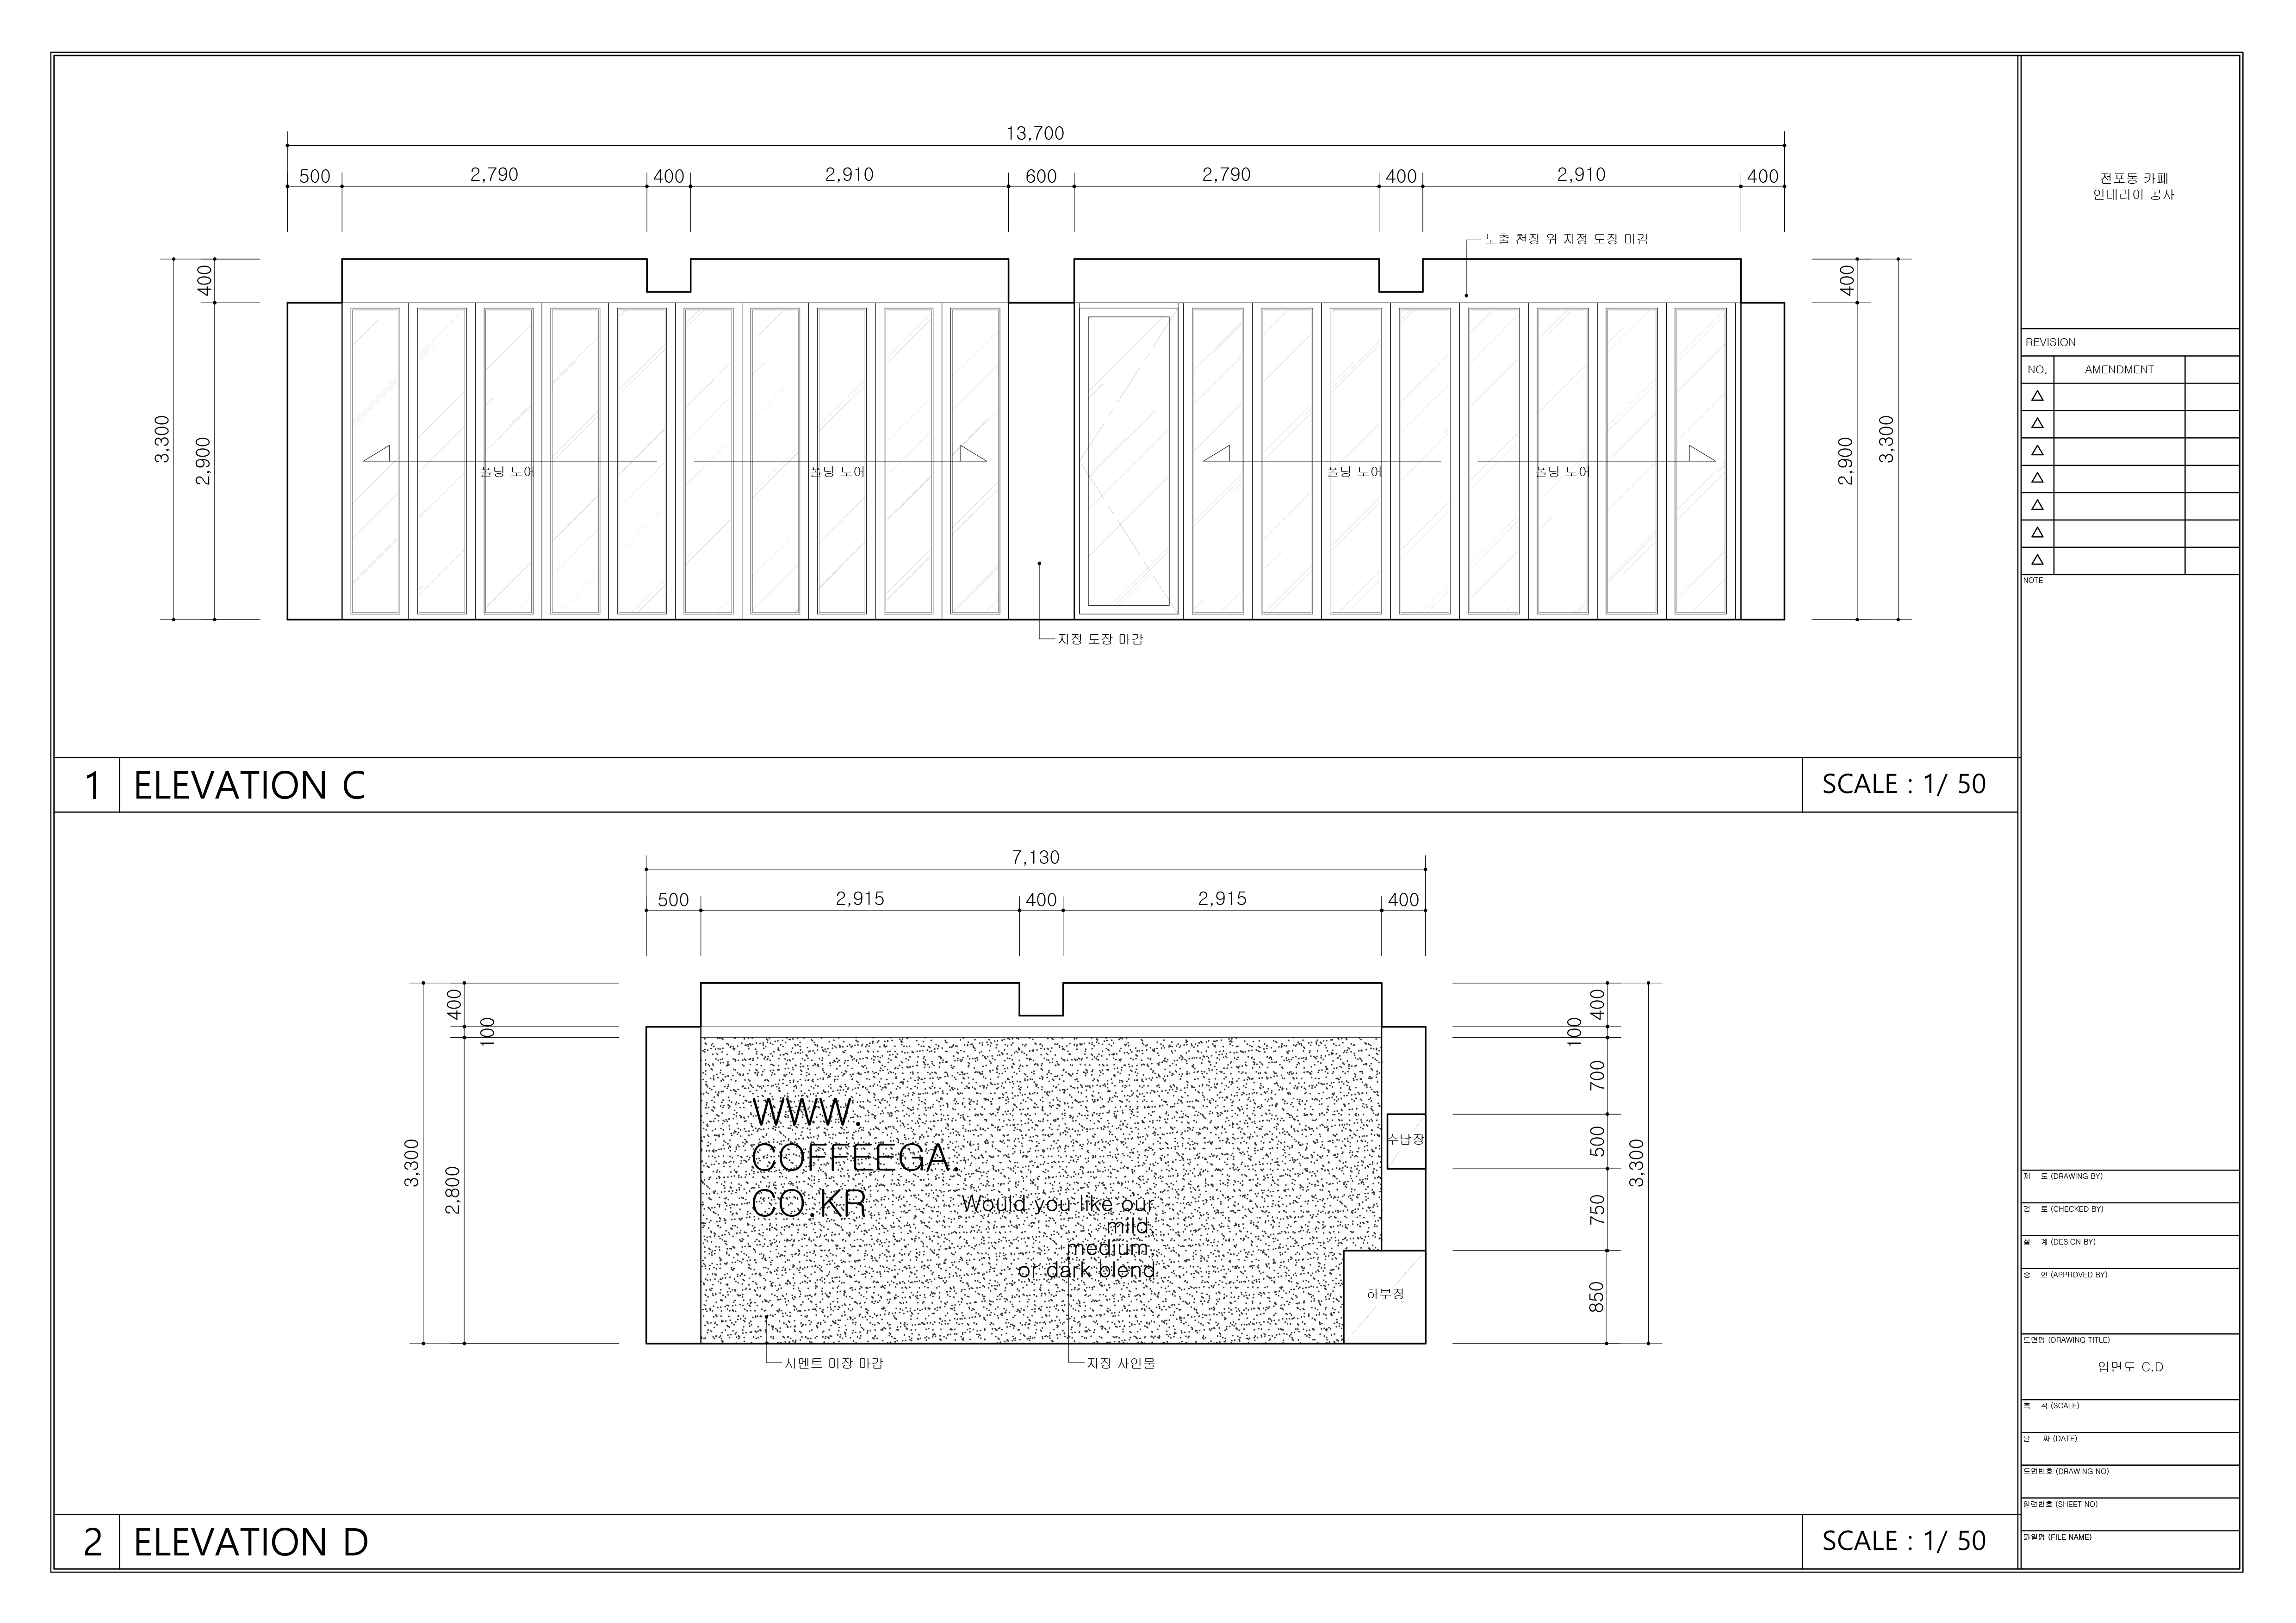 13,700
500
2,790
400
2,910
600
2,790
400
2,910
400
노출 천장 위 지정 도장 마감
400
2,900
3,300
폴딩 도어
폴딩 도어
폴딩 도어
폴딩 도어
400
2,900
3,300
지정 도장 마감
1
ELEVATION C
SCALE : 1/ 50
7,130
500
2,915
400
2,915
400
400
100
2,800
3,300
WWW.
COFFEEGA.
CO.KR
Would you like our
mild,
medium,
or dark blend
수납장
하부장
400
100
700
500
750
850
3,300
시멘트 미장 마감
지정 사인물
2
ELEVATION D
SCALE : 1/ 50
전포동 카페
인테리어 공사
REVISION
NO.
AMENDMENT
NOTE
제 도 (DRAWING BY)
검 토 (CHECKED BY)
설 계 (DESIGN BY)
승 인 (APPROVED BY)
도면명 (DRAWING TITLE)
입면도 C,D
축 척 (SCALE)
날 짜 (DATE)
도면번호 (DRAWING NO)
일련번호 (SHEET NO)
파일명 (FILE NAME)